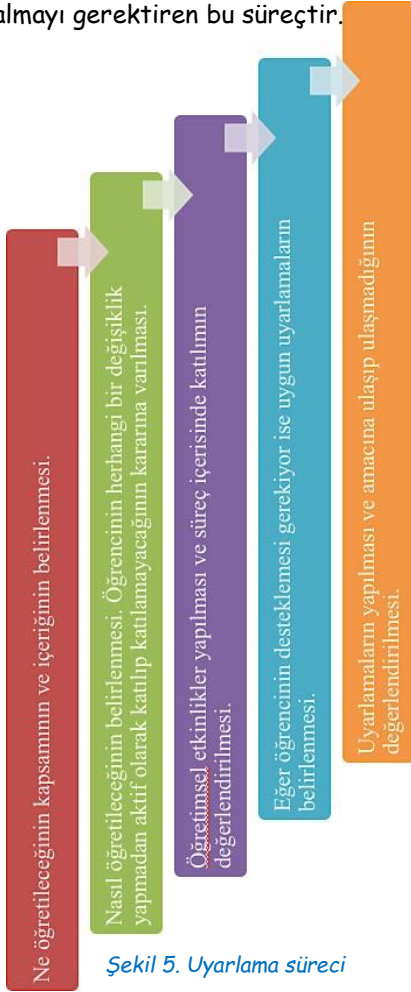 almayı gerektiren bu süreçtir.
Ne öğretileceğinin kapsamının ve içeriğinin belirlenmesi.
Nasıl öğretileceğinin belirlenmesi. Öğrencinin herhangi bir değişiklik
yapmadan aktif olarak katılıp katılamayacağının kararına varılması.
Öğretimsel etkinlikler yapılması ve süreç içerisinde katılımın
değerlendirilmesi.
Eğer öğrencinin desteklemesi gerekiyor ise uygun uyarlamaların
belirlenmesi.
Uyarlamaların yapılması ve amacına ulaşıp ulaşmadığının
değerlendirilmesi.
Şekil 5. Uyarlama süreci